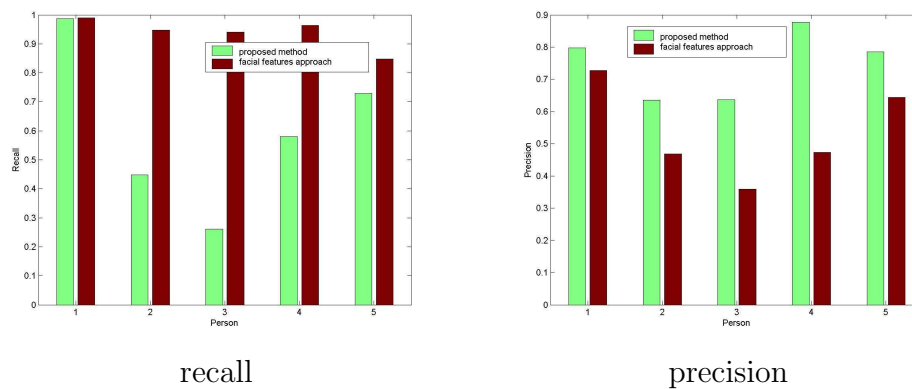 1
0.9
0.8
0.7
0.6
0.5
0.4
0.3
0.2
0.1
0
Recall
proposed method
facial features approach
1 2 3 4 5
Person
recall
0.9
0.8
0.7
0.6
0.5
0.4
0.3
0.2
0.1
0
Precision
proposed method
facial features approach
1 2 3 4 5
Person
precision